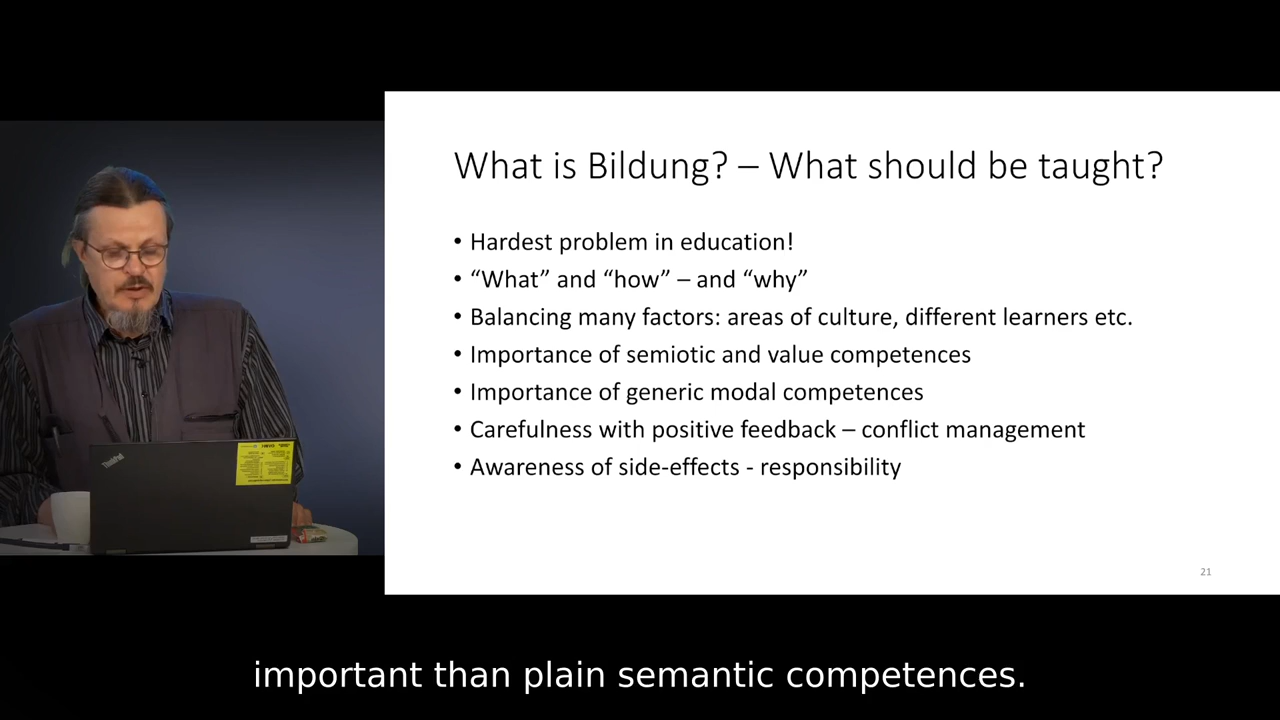 What is Bildung? – What should be taught?
• Hardest problem in education!
• “What” and “how” – and “why”
• Balancing many factors: areas of culture, different learners etc.
• Importance of semiotic and value competences
• Importance of generic modal competences
• Carefulness with positive feedback – conflict management
• Awareness of side-effects - responsibility
21
ThinkPad
important than plain semantic competences.